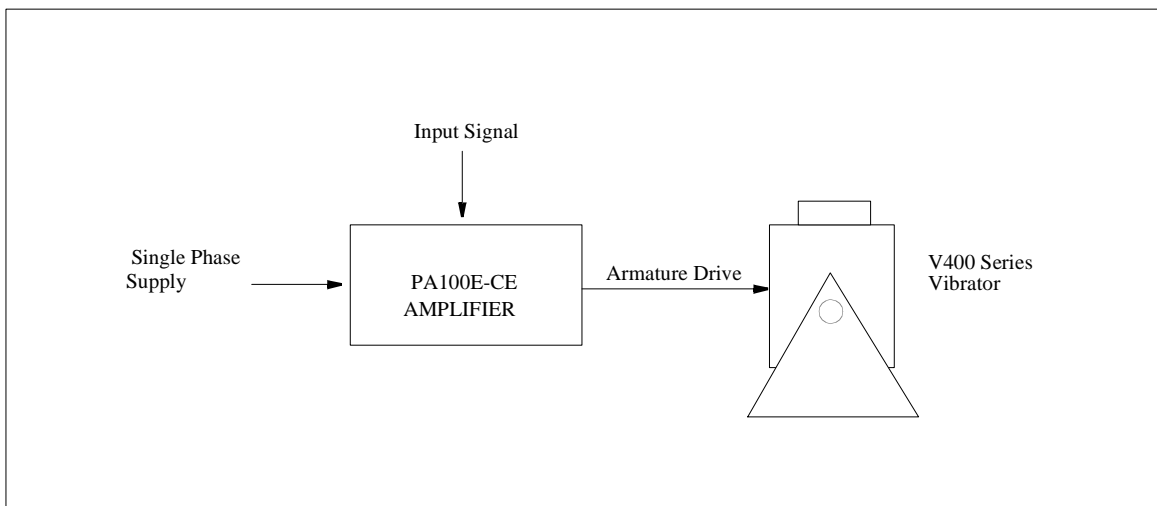 Input Signal
Single Phase
Supply
PA100E-CE
AMPLIFIER
Armature Drive
V400 Series
Vibrator